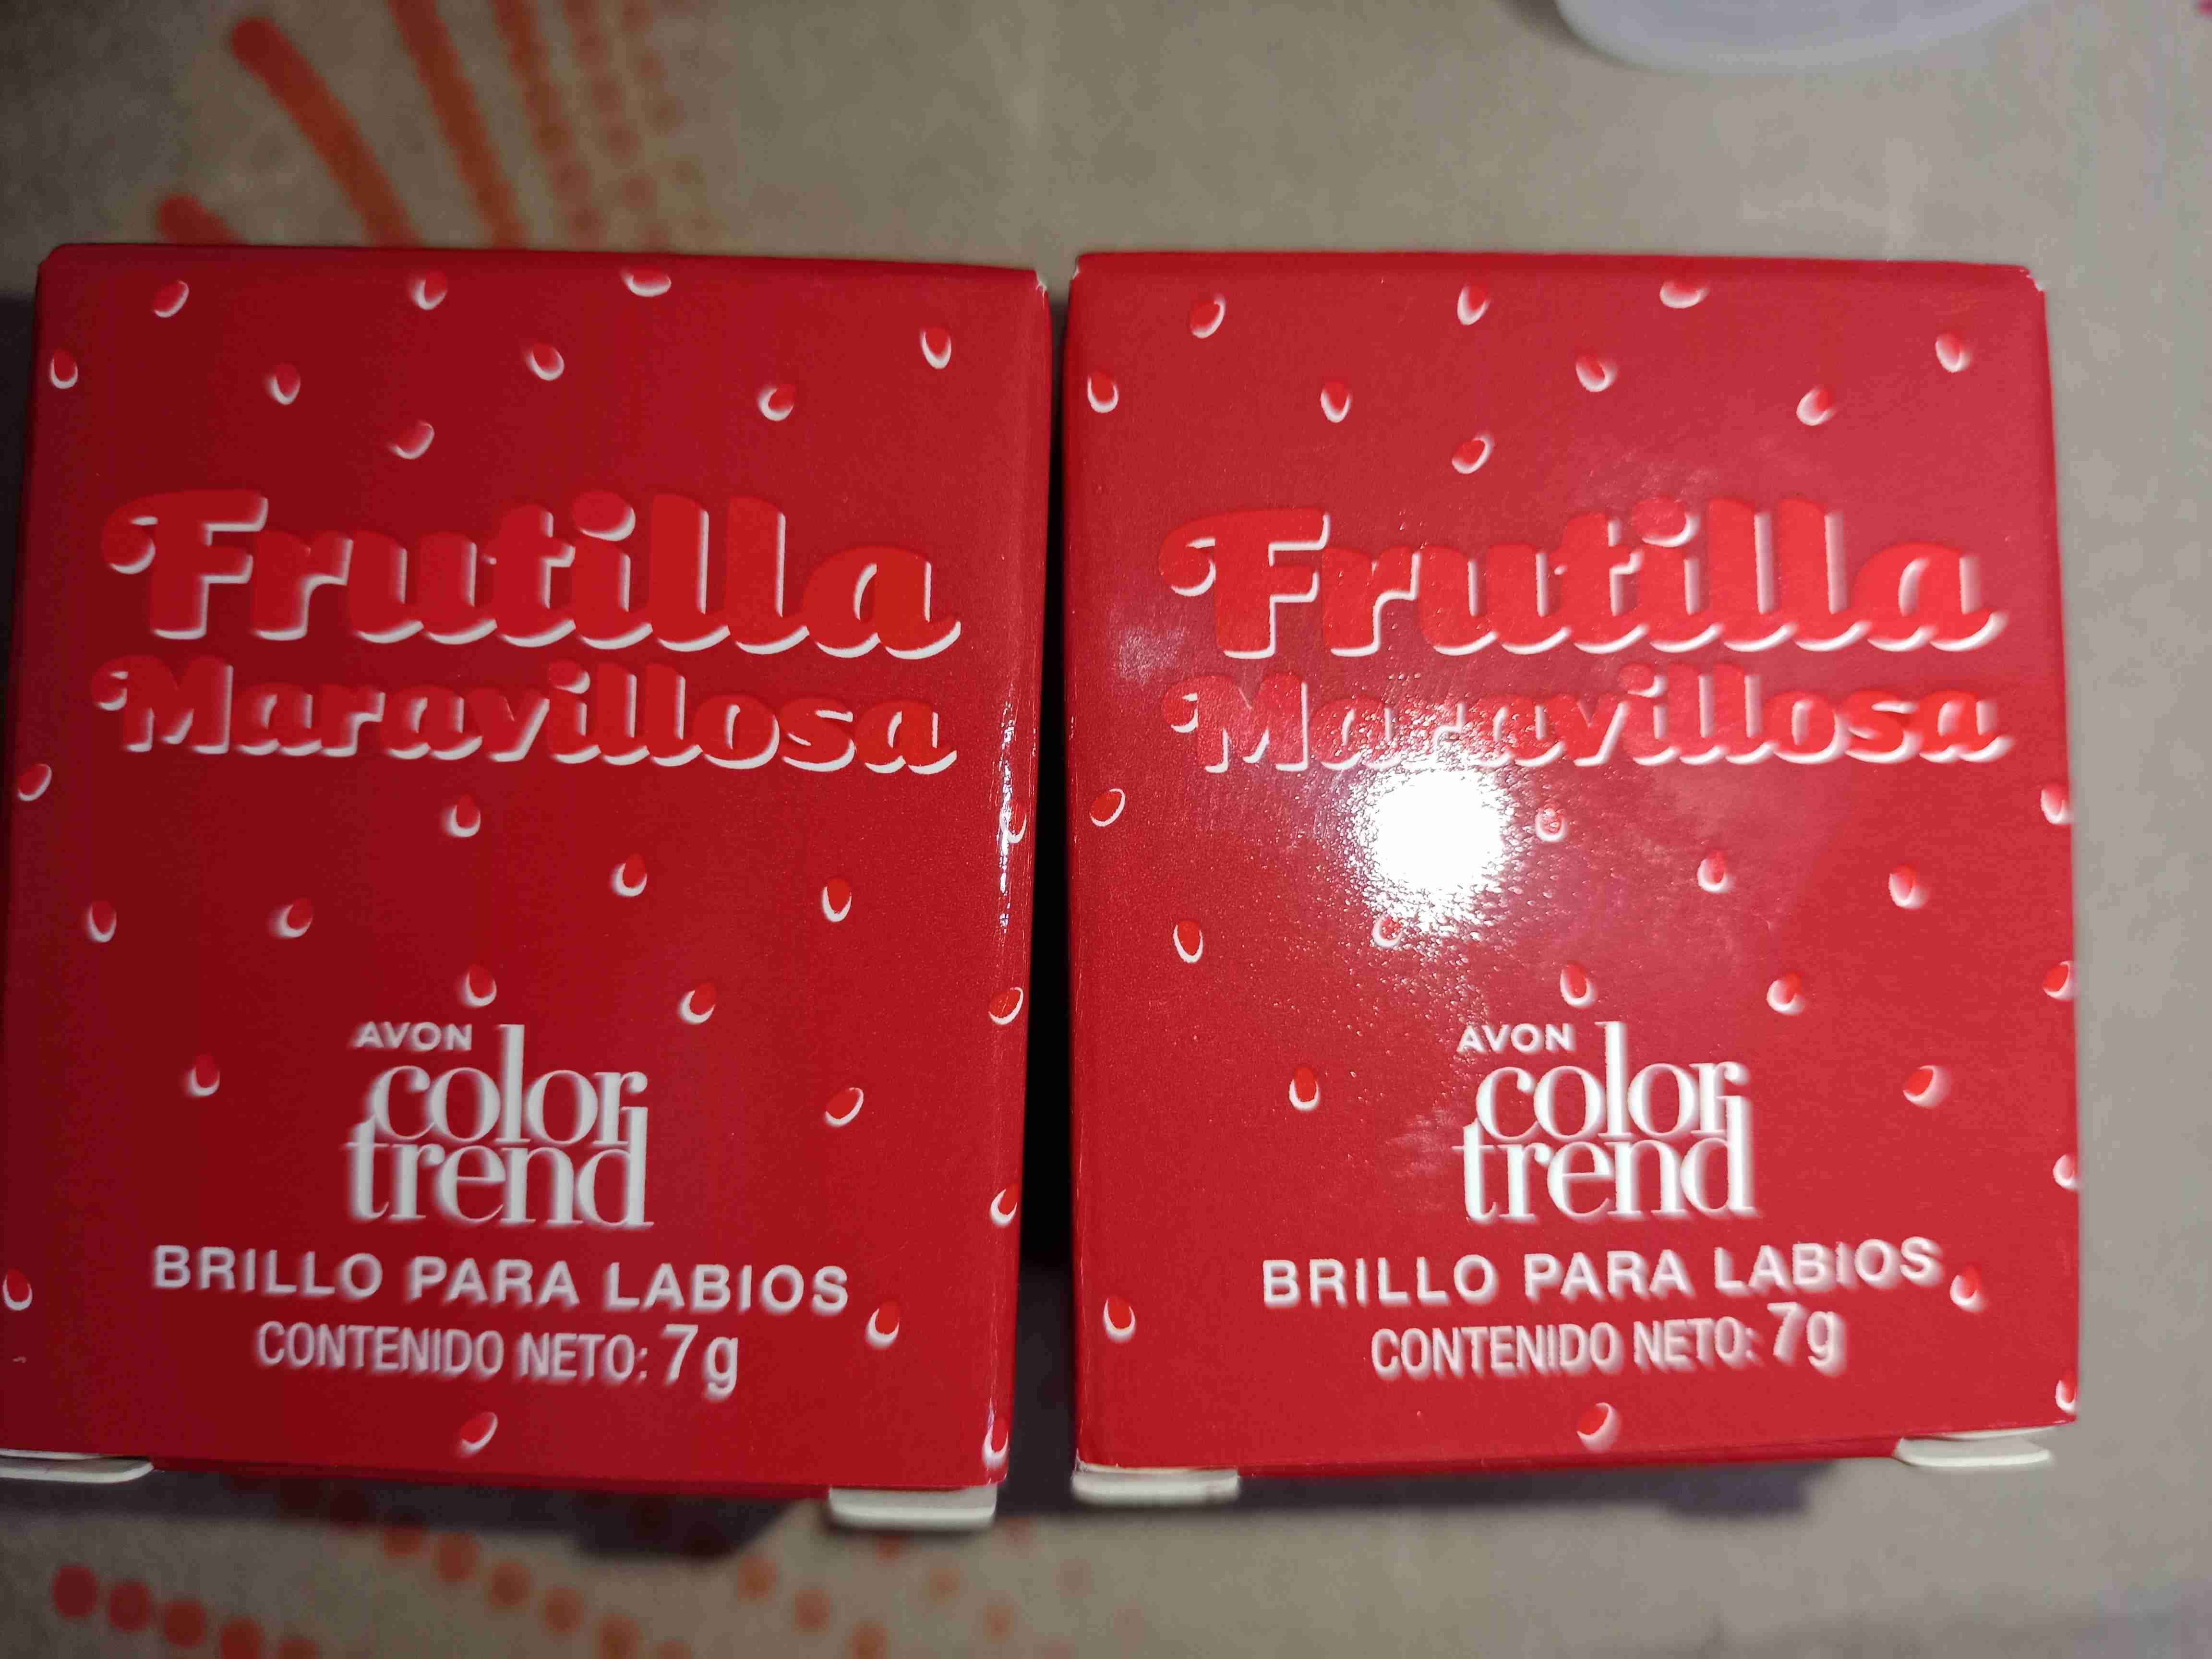 Frutilla
Maravillosa
AVON
color
trend
BRILLO PARA LABIOS
CONTENIDO NETO: 7g
Frutilla
Maravillosa
AVON
color
trend
BRILLO PARA LABIOS
CONTENIDO NETO: 7g